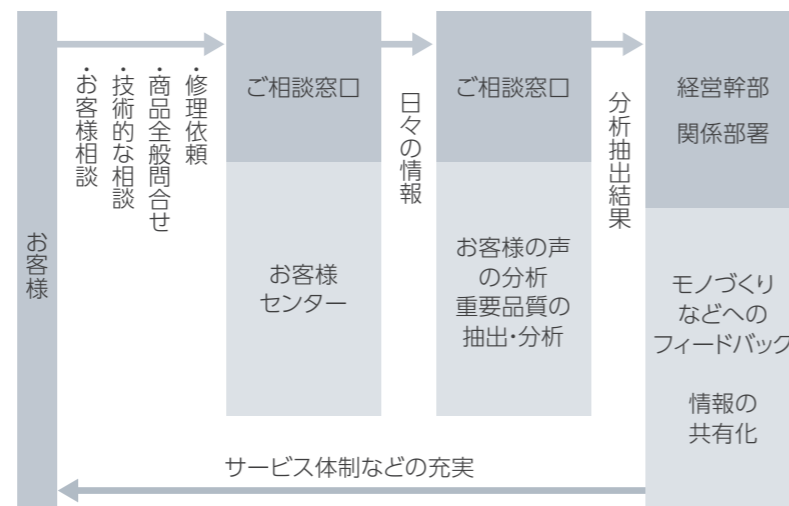 お客様
・修理依頼
・商品全般問合せ
・技術的な相談
・お客様相談
ご相談窓口
お客様
センター
日々の情報
ご相談窓口
お客様の声
の分析
重要品質の
抽出・分析
分析抽出結果
経営幹部
関係部署
モノづくり
などへの
フィードバック
情報の
共有化
サービス体制などの充実